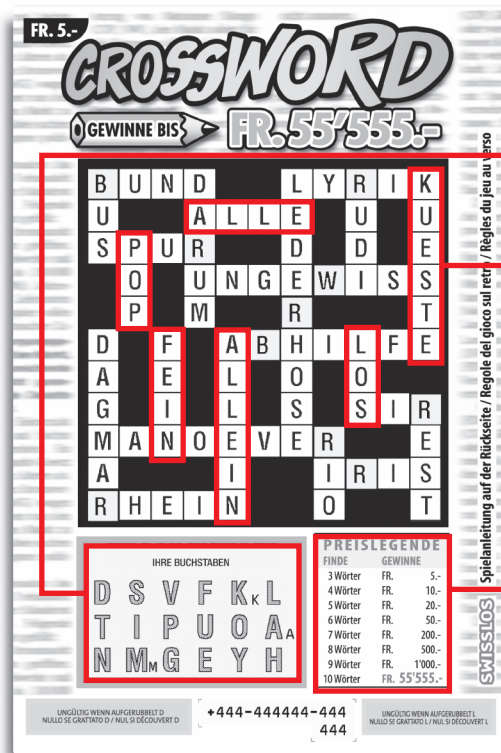 FR. 5.-
CROSSWORD
GEWINNE BIS
FR. 55'555.-
B U N D L Y R I K
U A L L E U U
S P U R D D E
O U N G E W I S S
P M R T
D F A B H I L F E
A E L O O
G I L S S I R
M A N O E V E R E
A I I R I S
R H E I N O T
Spielanleitung auf der Rückseite / Regole del gioco sul retro / Règles du jeu au verso
SWISSLOS
IHRE BUCHSTABEN
D S V F K K L
T I P U O A A
N M M G E Y H
PREISLEGENDE
FINDE GEWINNE
3 Wörter FR. 5.-
4 Wörter FR. 10.-
5 Wörter FR. 20.-
6 Wörter FR. 50.-
7 Wörter FR. 200.-
8 Wörter FR. 500.-
9 Wörter FR. 1'000.-
10 Wörter FR. 55'555.-
UNGÜLTIG WENN AUFGERUBBELT D
NULLO SE GRATTATO D / NUL SI DÉCOUVERT D
+444-444444-444
444
UNGÜLTIG WENN AUFGERUBBELT L
NULLO SE GRATTATO L / NUL SI DÉCOUVERT L